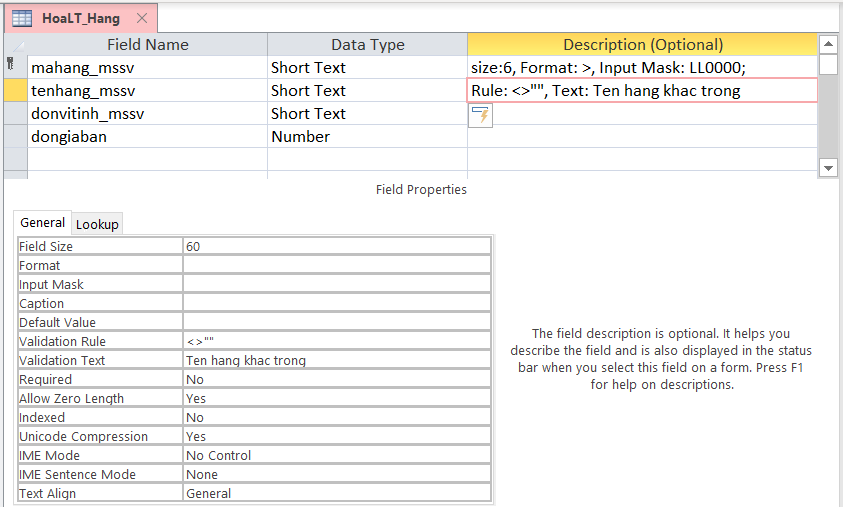 HoaLT_Hang
Field Name Data Type Description (Optional)
mahang_mssv Short Text size:6, Format: >, Input Mask: LL0000;
tenhang_mssv Short Text Rule: <>"", Text: Ten hang khac trong
donvitinh_mssv Short Text
dongiaban Number
Field Properties
General Lookup
Field Size 60
Format
Input Mask
Caption
Default Value
Validation Rule <>""
Validation Text Ten hang khac trong
Required No
Allow Zero Length Yes
Indexed No
Unicode Compression Yes
IME Mode No Control
IME Sentence Mode None
Text Align General
The field description is optional. It helps you
describe the field and is also displayed in the status
bar when you select this field on a form. Press F1
for help on descriptions.